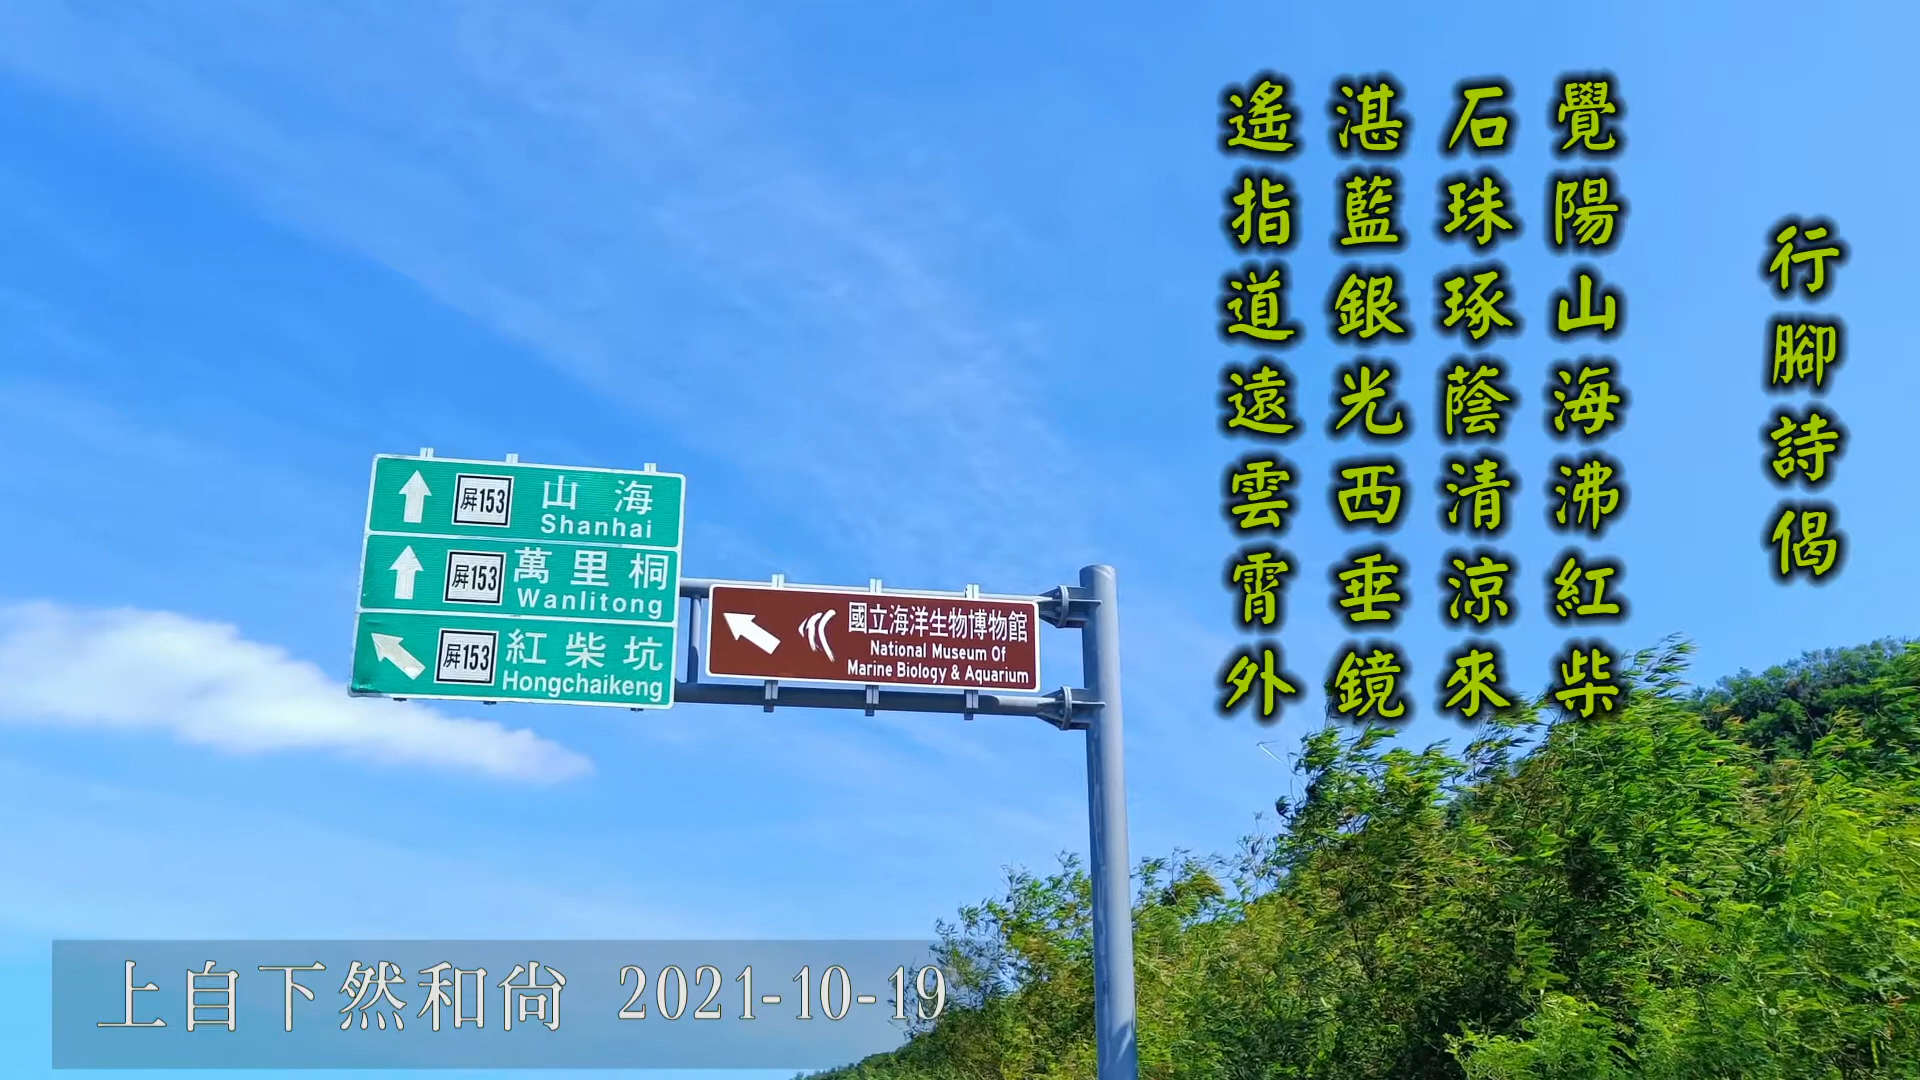 行腳詩偈
覺陽山海沸紅柴
石珠琢蔭清涼來
湛藍銀光西垂鏡
遙指道遠雲霄外
屏153 山海
Shanhai
屏153 萬里桐
Wanlitong
屏153 紅柴坑
Hongchaikeng
國立海洋生物博物館
National Museum Of
Marine Biology & Aquarium
上自下然和尙 2021-10-19